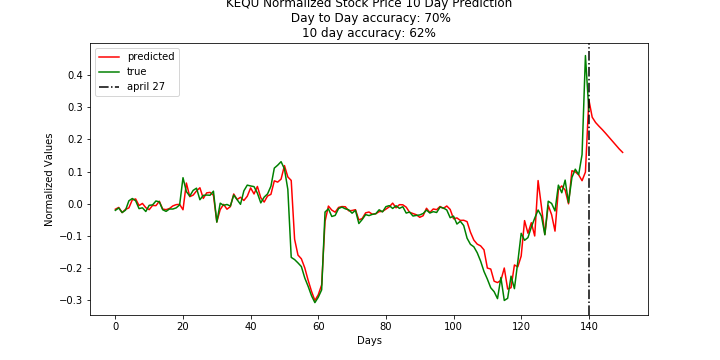 KEQU Normalized Stock Price 10 Day Prediction
Day to Day accuracy: 70%
10 day accuracy: 62%
predicted
true
april 27
Normalized Values
0.4
0.3
0.2
0.1
0.0
−0.1
−0.2
−0.3
0
20
40
60
80
100
120
140
Days